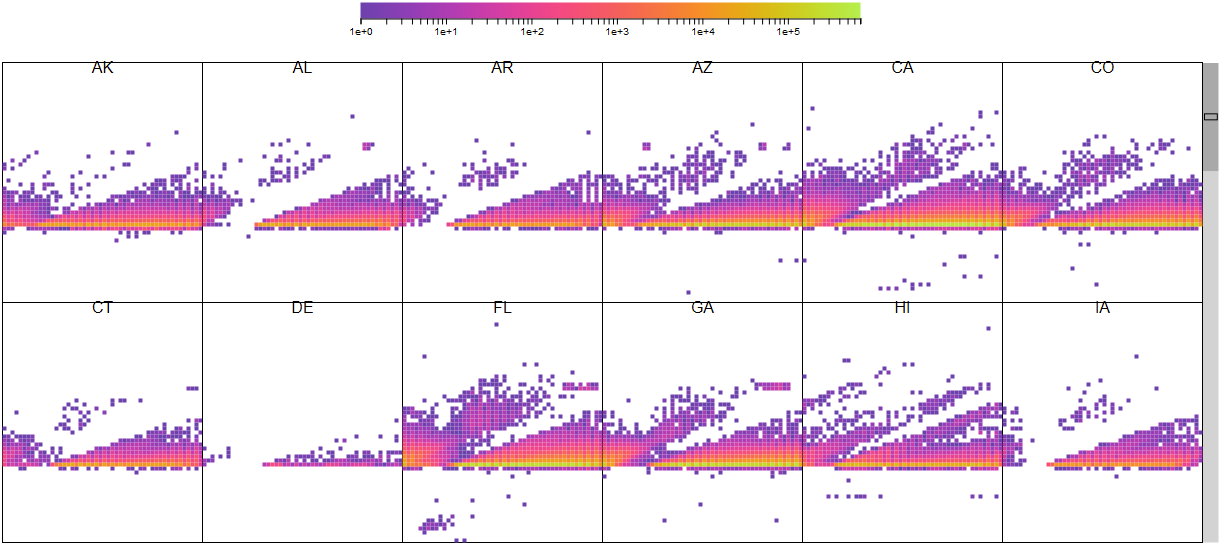 1e+0 1e+1 1e+2 1e+3 1e+4 1e+5
AK AL AR AZ CA CO
CT DE FL GA HI IA